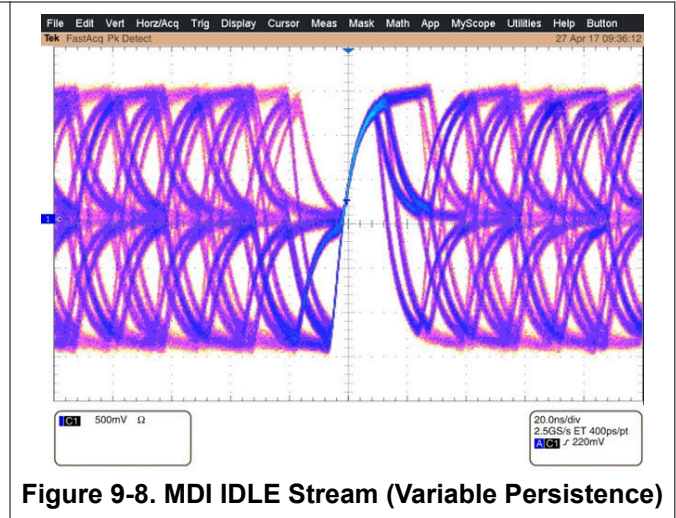 File Edit Vert Horz/Acq Trig Display Cursor Meas Mask Math App MyScope Utilities Help Button
Tek FastAcq Pk Detect 27 Apr 17 09:36:12
1
C1 500mV Ω
20.0ns/div
2.5GS/s ET 400ps/pt
A C1 ∫ 220mV
Figure 9-8. MDI IDLE Stream (Variable Persistence)